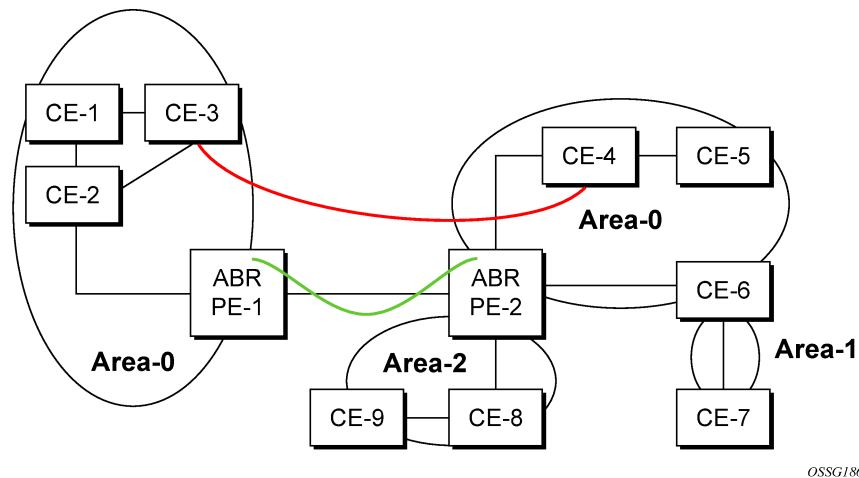 CE-1
CE-3
CE-2
ABR
PE-1
Area-0
CE-4
CE-5
Area-0
ABR
PE-2
CE-6
Area-2
Area-1
CE-9
CE-8
CE-7